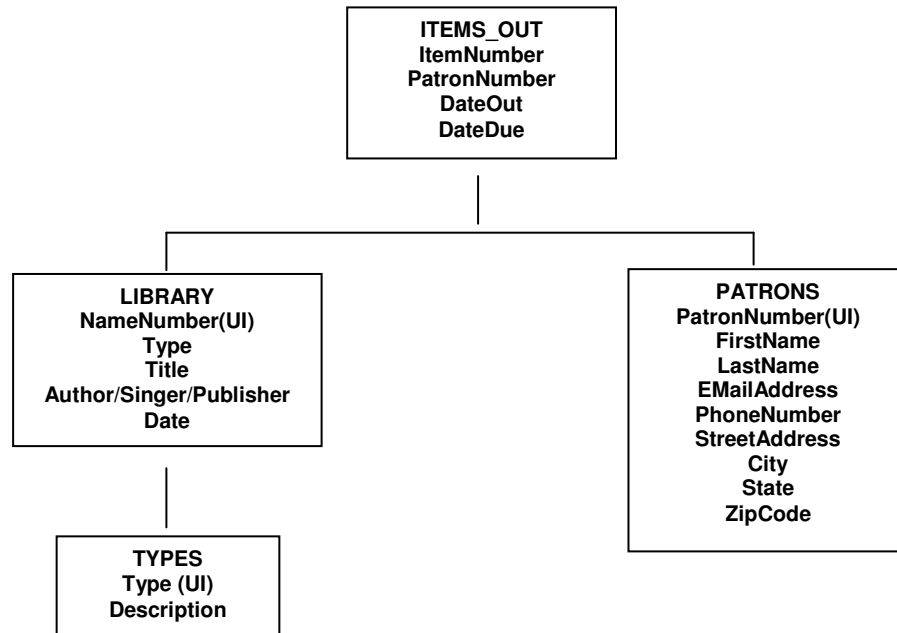 ITEMS_OUT
ItemNumber
PatronNumber
DateOut
DateDue
LIBRARY
NameNumber(UI)
Type
Title
Author/Singer/Publisher
Date
PATRONS
PatronNumber(UI)
FirstName
LastName
EMailAddress
PhoneNumber
StreetAddress
City
State
ZipCode
TYPES
Type (UI)
Description